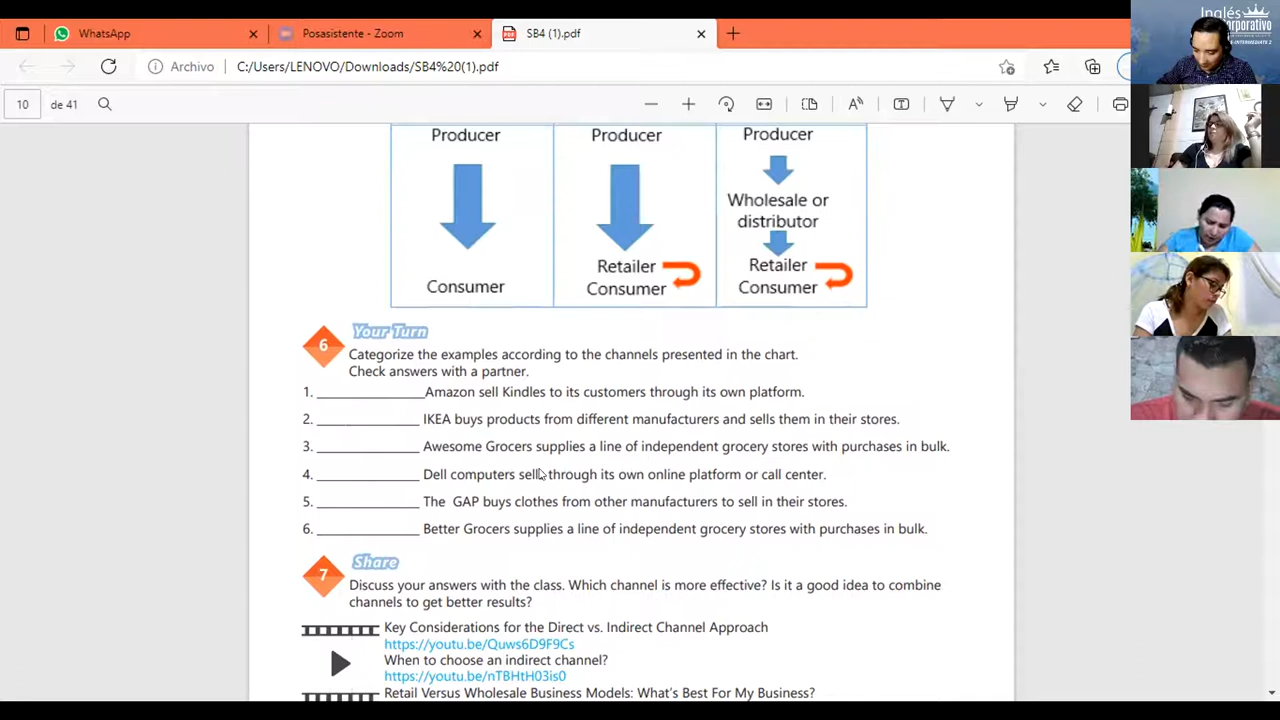 WhatsApp
Posasistente - Zoom
SB4 (1).pdf
Archivo
C:/Users/LENOVO/Downloads/SB4%20(1).pdf
10
de 41
Inglés
orporativo
Producer
Consumer
Producer
Retailer
Consumer
Producer
Wholesale or
distributor
Retailer
Consumer
6
Your Turn
Categorize the examples according to the channels presented in the chart.
Check answers with a partner.
1. _______________Amazon sell Kindles to its customers through its own platform.
2. ______________ IKEA buys products from different manufacturers and sells them in their stores.
3. ______________ Awesome Grocers supplies a line of independent grocery stores with purchases in bulk.
4. ______________ Dell computers sell through its own online platform or call center.
5. ______________ The GAP buys clothes from other manufacturers to sell in their stores.
6. ______________ Better Grocers supplies a line of independent grocery stores with purchases in bulk.
7
Share
Discuss your answers with the class. Which channel is more effective? Is it a good idea to combine
channels to get better results?
Key Considerations for the Direct vs. Indirect Channel Approach
https://youtu.be/Quws6D9F9Cs
When to choose an indirect channel?
https://youtu.be/nTBHtH03is0
Retail Versus Wholesale Business Models: What's Best For My Business?